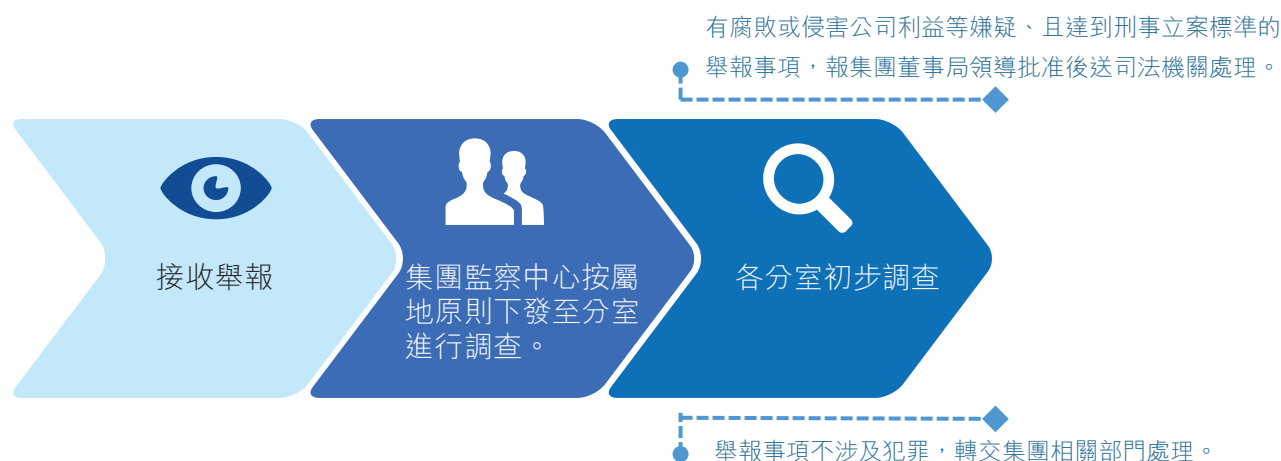 有腐敗或侵害公司利益等嫌疑、且達到刑事立案標準的
舉報事項，報集團董事局領導批准後送司法機關處理。
接收舉報
集團監察中心按屬
地原則下發至分室
進行調查。
各分室初步調查
舉報事項不涉及犯罪，轉交集團相關部門處理。